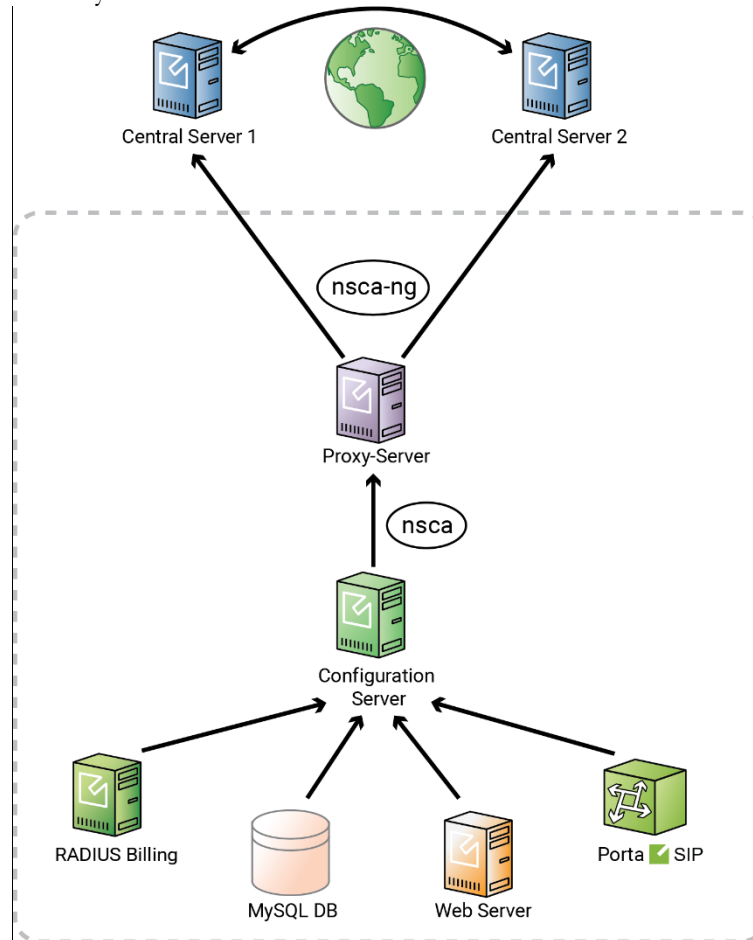 Central Server 1
Central Server 2
nsca-ng
Proxy-Server
nsca
Configuration
Server
RADIUS Billing
Porta SIP
MySQL DB
Web Server